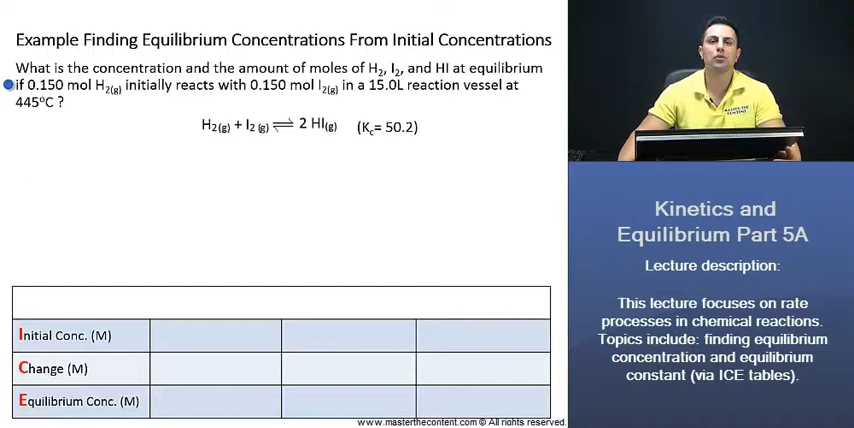 Example Finding Equilibrium Concentrations From Initial Concentrations
What is the concentration and the amount of moles of H2, I2, and HI at equilibrium
if 0.150 mol H2(g) initially reacts with 0.150 mol I2(g) in a 15.0L reaction vessel at
445°C ?
H2(g) + I2 (g) ⇌ 2 HI(g) (Kc= 50.2)
Initial Conc. (M)
Change (M)
Equilibrium Conc. (M)
www.masterthecontent.com © All rights reserved.
MASTER THE
CONTENT
Kinetics and
Equilibrium Part 5A
Lecture description:
This lecture focuses on rate
processes in chemical reactions.
Topics include: finding equilibrium
concentration and equilibrium
constant (via ICE tables).